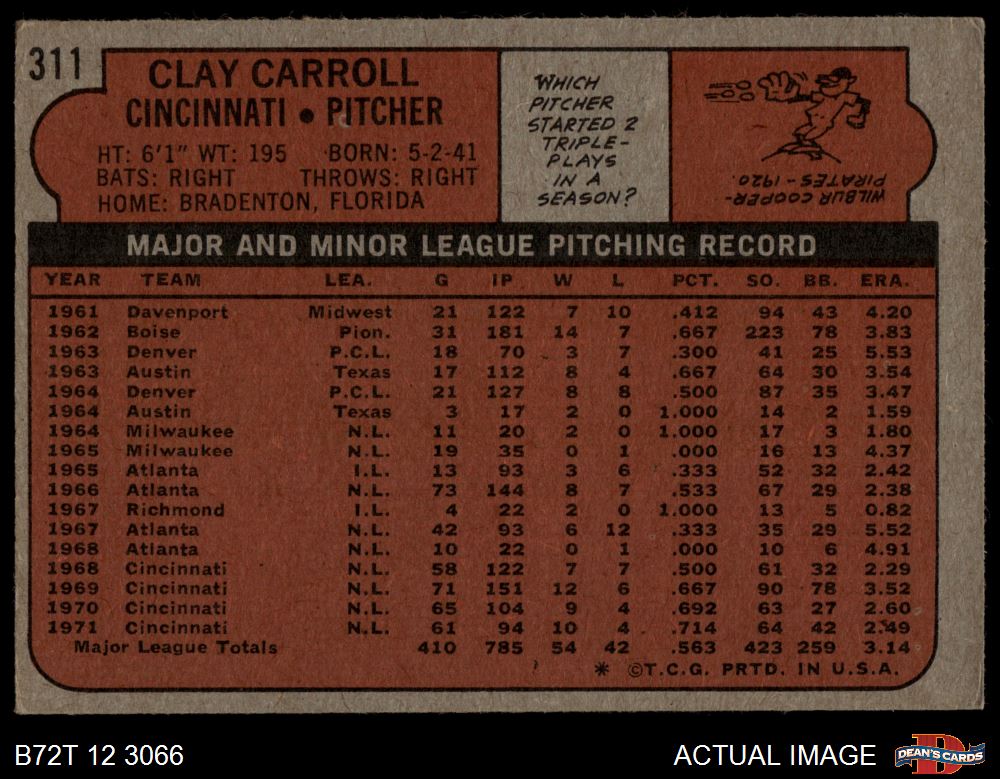 311
CLAY CARROLL
CINCINNATI • PITCHER
HT: 6'1" WT: 195 BORN: 5-2-41
BATS: RIGHT THROWS: RIGHT
HOME: BRADENTON, FLORIDA
WHICH
PITCHER
STARTED 2
TRIPLE-
PLAYS
IN A
SEASON?
WILBUR COOPER-
PIRATES-1920.
MAJOR AND MINOR LEAGUE PITCHING RECORD
YEAR TEAM LEA. G IP W L PCT. SO. BB. ERA.
1961 Davenport Midwest 21 122 7 10 .412 94 43 4.20
1962 Boise Pion. 31 181 14 7 .667 223 78 3.83
1963 Denver P.C.L. 18 70 3 7 .300 41 25 5.53
1963 Austin Texas 17 112 8 4 .667 64 30 3.54
1964 Denver P.C.L. 21 127 8 8 .500 87 35 3.47
1964 Austin Texas 3 17 2 0 1.000 14 2 1.59
1964 Milwaukee N.L. 11 20 2 0 1.000 17 3 1.80
1965 Milwaukee N.L. 19 35 0 1 .000 16 13 4.37
1965 Atlanta I.L. 13 93 3 6 .333 52 32 2.42
1966 Atlanta N.L. 73 144 8 7 .533 67 29 2.38
1967 Richmond I.L. 4 22 2 0 1.000 13 5 0.82
1967 Atlanta N.L. 42 93 6 12 .333 35 29 5.52
1968 Atlanta N.L. 10 22 0 1 .000 10 6 4.91
1968 Cincinnati N.L. 58 122 7 7 .500 61 32 2.29
1969 Cincinnati N.L. 71 151 12 6 .667 90 78 3.52
1970 Cincinnati N.L. 65 104 9 4 .692 63 27 2.60
1971 Cincinnati N.L. 61 94 10 4 .714 64 42 2.49
Major League Totals 410 785 54 42 .563 423 259 3.14
* ©T.C.G. PRTD. IN U.S.A.
B72T 12 3066
ACTUAL IMAGE
DEAN'S CARDS